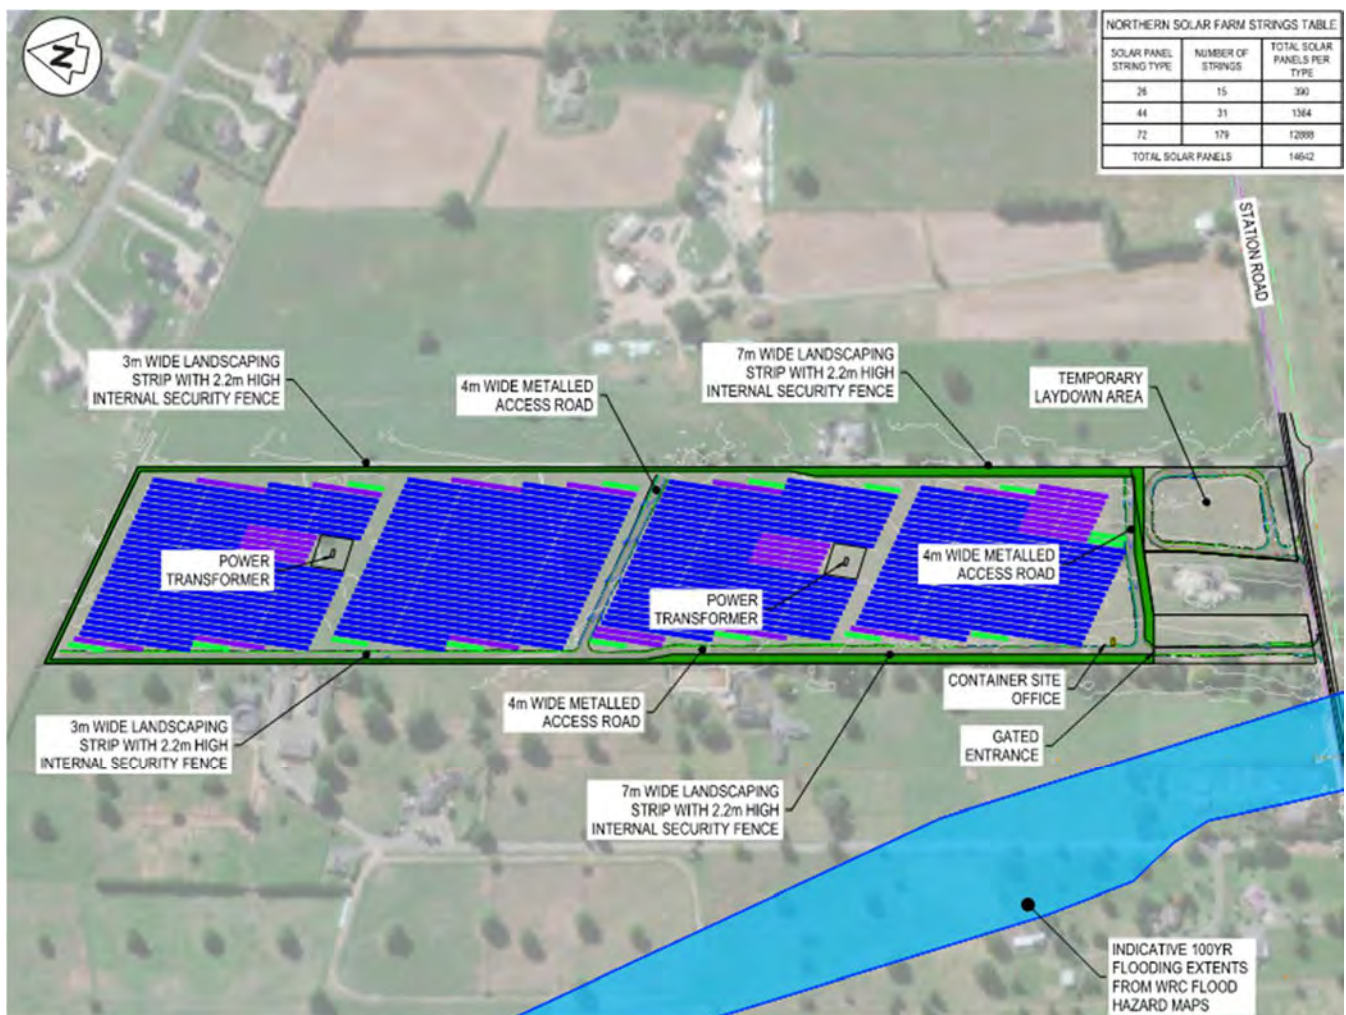 N
NORTHERN SOLAR FARM STRINGS TABLE
SOLAR PANEL
STRING TYPE
NUMBER OF
STRINGS
TOTAL SOLAR
PANELS PER
TYPE
26 15 390
44 31 1364
72 179 12888
TOTAL SOLAR PANELS 14642
STATION ROAD
3m WIDE LANDSCAPING
STRIP WITH 2.2m HIGH
INTERNAL SECURITY FENCE
4m WIDE METALLED
ACCESS ROAD
7m WIDE LANDSCAPING
STRIP WITH 2.2m HIGH
INTERNAL SECURITY FENCE
TEMPORARY
LAYDOWN AREA
POWER
TRANSFORMER
POWER
TRANSFORMER
4m WIDE METALLED
ACCESS ROAD
3m WIDE LANDSCAPING
STRIP WITH 2.2m HIGH
INTERNAL SECURITY FENCE
4m WIDE METALLED
ACCESS ROAD
CONTAINER SITE
OFFICE
GATED
ENTRANCE
7m WIDE LANDSCAPING
STRIP WITH 2.2m HIGH
INTERNAL SECURITY FENCE
INDICATIVE 100YR
FLOODING EXTENTS
FROM WRC FLOOD
HAZARD MAPS